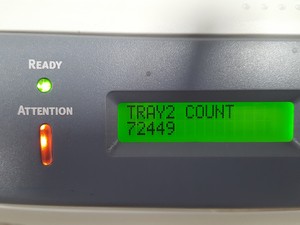 READY
ATTENTION
TRAY2 COUNT
72449